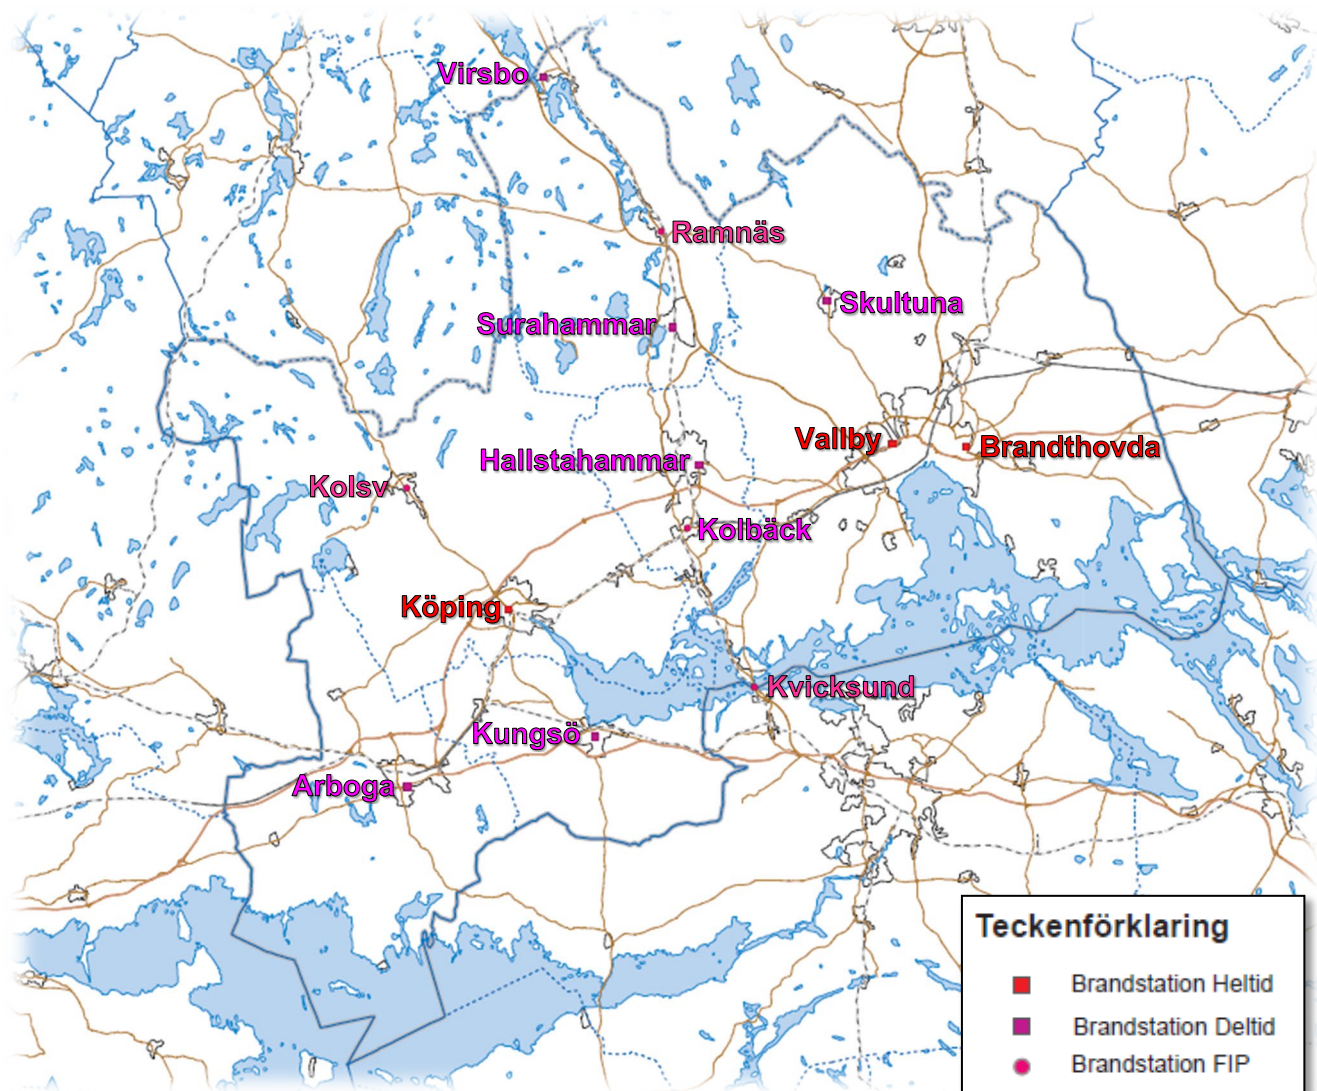 Virsbo
Ramnäs
Skultuna
Surahammar
Vallby
Brandthovda
Hallstahammar
Kolsv
Kolbäck
Köping
Kvicksund
Kungsö
Arboga
Teckenförklaring
Brandstation Heltid
Brandstation Deltid
Brandstation FIP